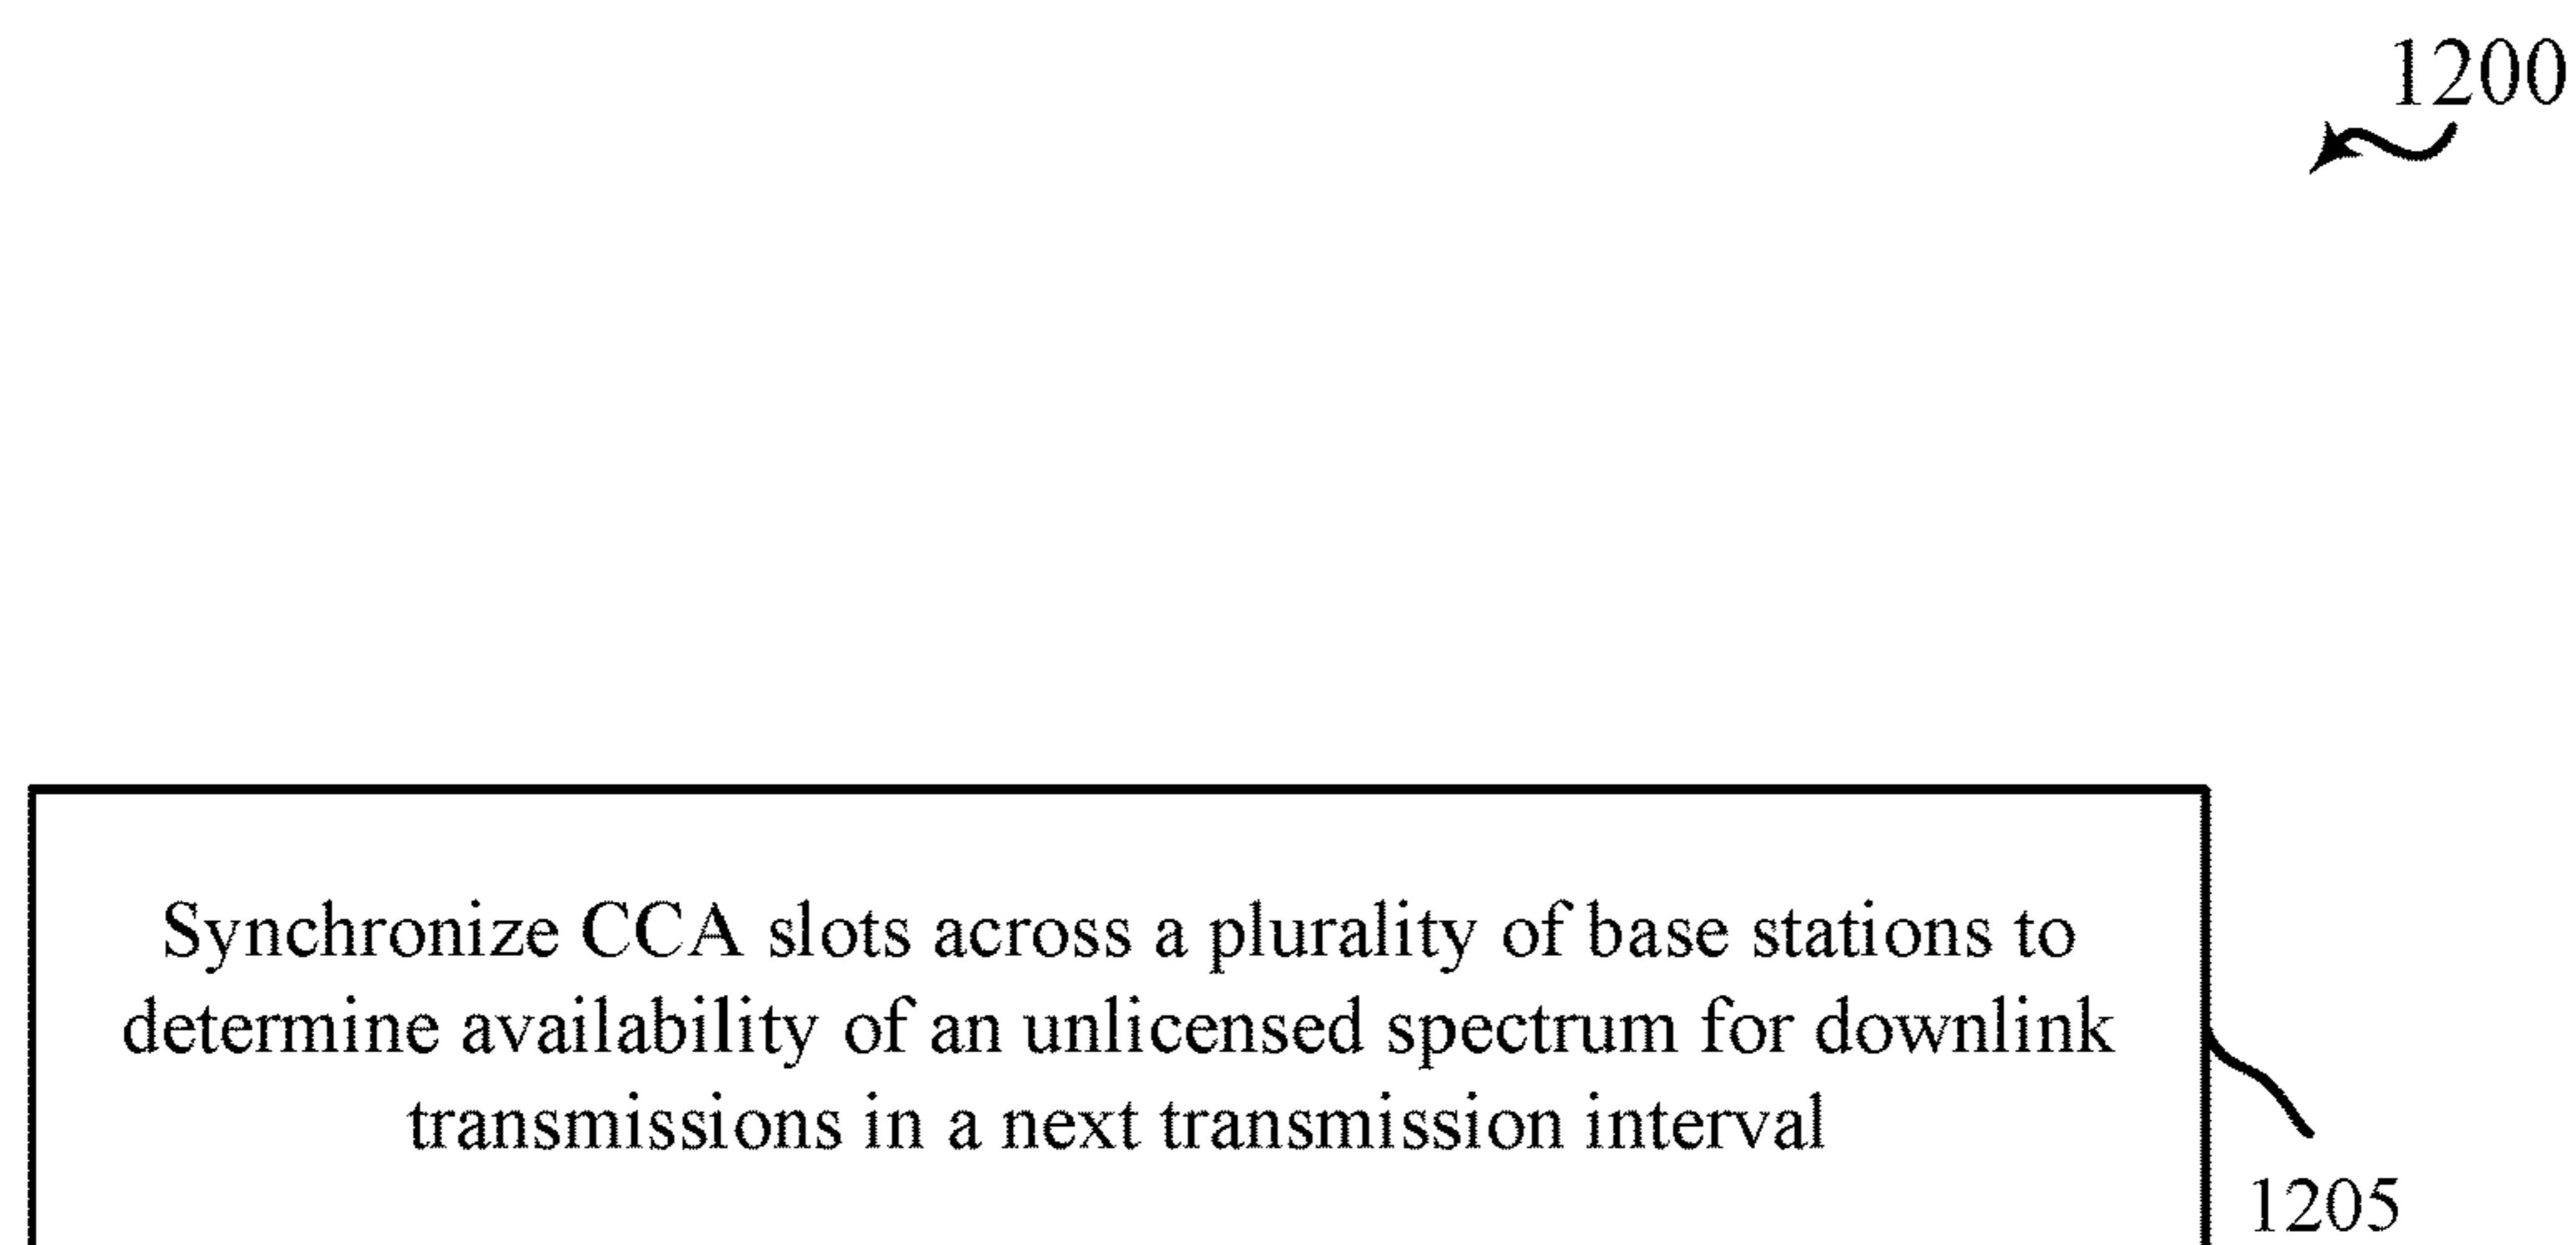 1200
Synchronize CCA slots across a plurality of base stations to
determine availability of an unlicensed spectrum for downlink
transmissions in a next transmission interval
1205